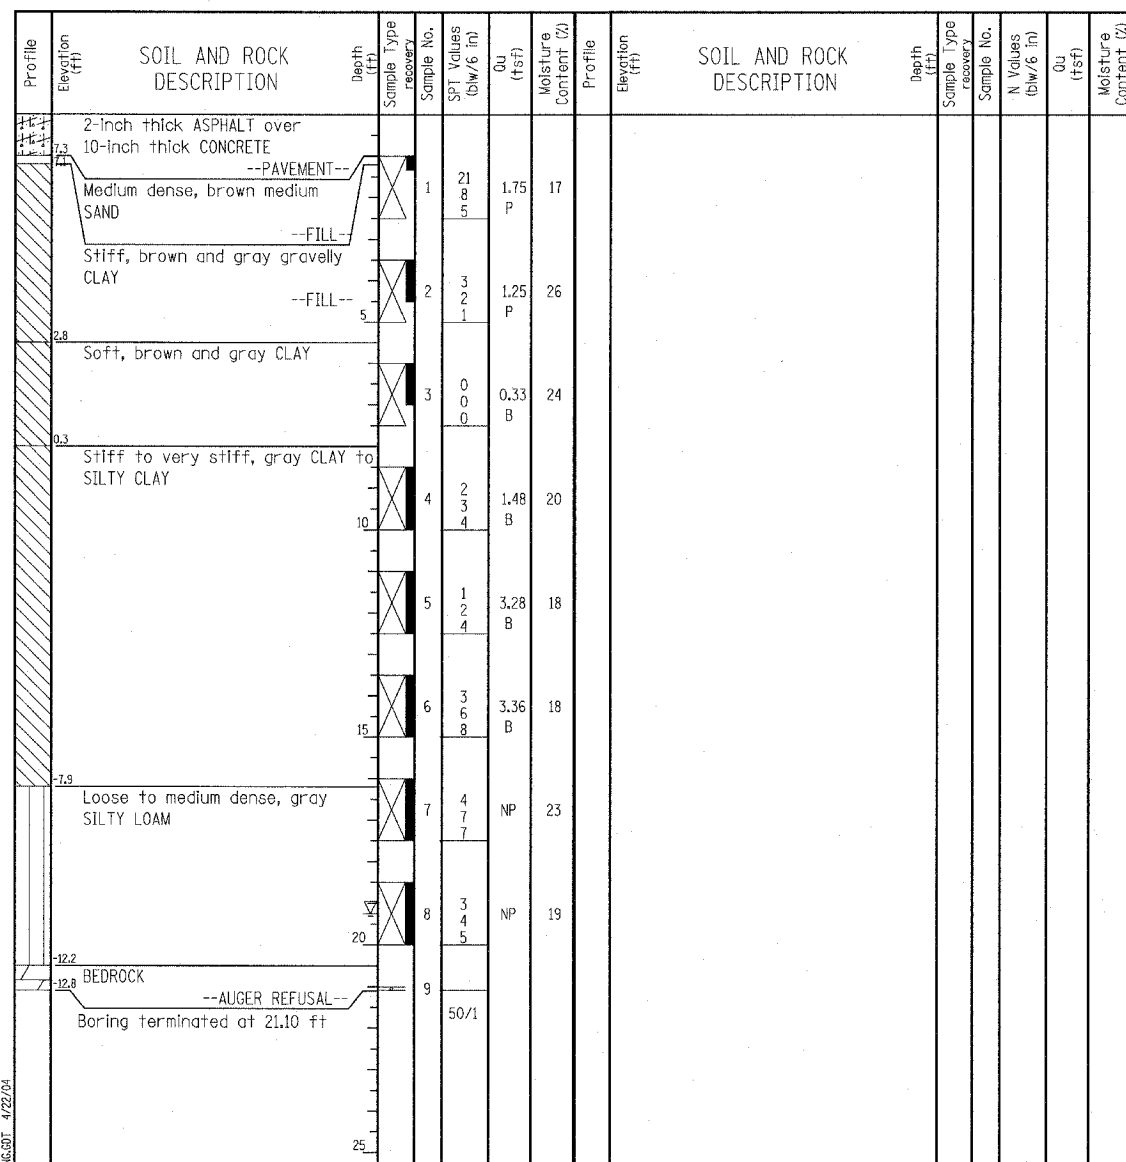 Profile
Elevation
(ft)
SOIL AND ROCK
DESCRIPTION
Depth
(ft)
Sample Type
recovery
Sample No.
SPT Values
(blw/6 in)
Qu
(tsf)
Moisture
Content (%)
Profile
Elevation
(ft)
SOIL AND ROCK
DESCRIPTION
Depth
(ft)
Sample Type
recovery
Sample No.
N Values
(blw/6 in)
Qu
(tsf)
Moisture
Content (%)
2-inch thick ASPHALT over
7.3 10-inch thick CONCRETE
7.1
--PAVEMENT--
Medium dense, brown medium
SAND
--FILL--
1
21
8
5
1.75
P
17
Stiff, brown and gray gravelly
CLAY
--FILL--
5
2
3
2
1
1.25
P
26
2.8
Soft, brown and gray CLAY
3
0
0
0
0.33
B
24
0.3
Stiff to very stiff, gray CLAY to
SILTY CLAY
10
4
2
3
4
1.48
B
20
5
1
2
4
3.28
B
18
15
6
3
6
8
3.36
B
18
-7.9
Loose to medium dense, gray
SILTY LOAM
7
4
7
7
NP
23
20
8
3
4
5
NP
19
-12.2
BEDROCK
-12.8
--AUGER REFUSAL--
9
50/1
Boring terminated at 21.10 ft
25
NG.GDT 4/22/04